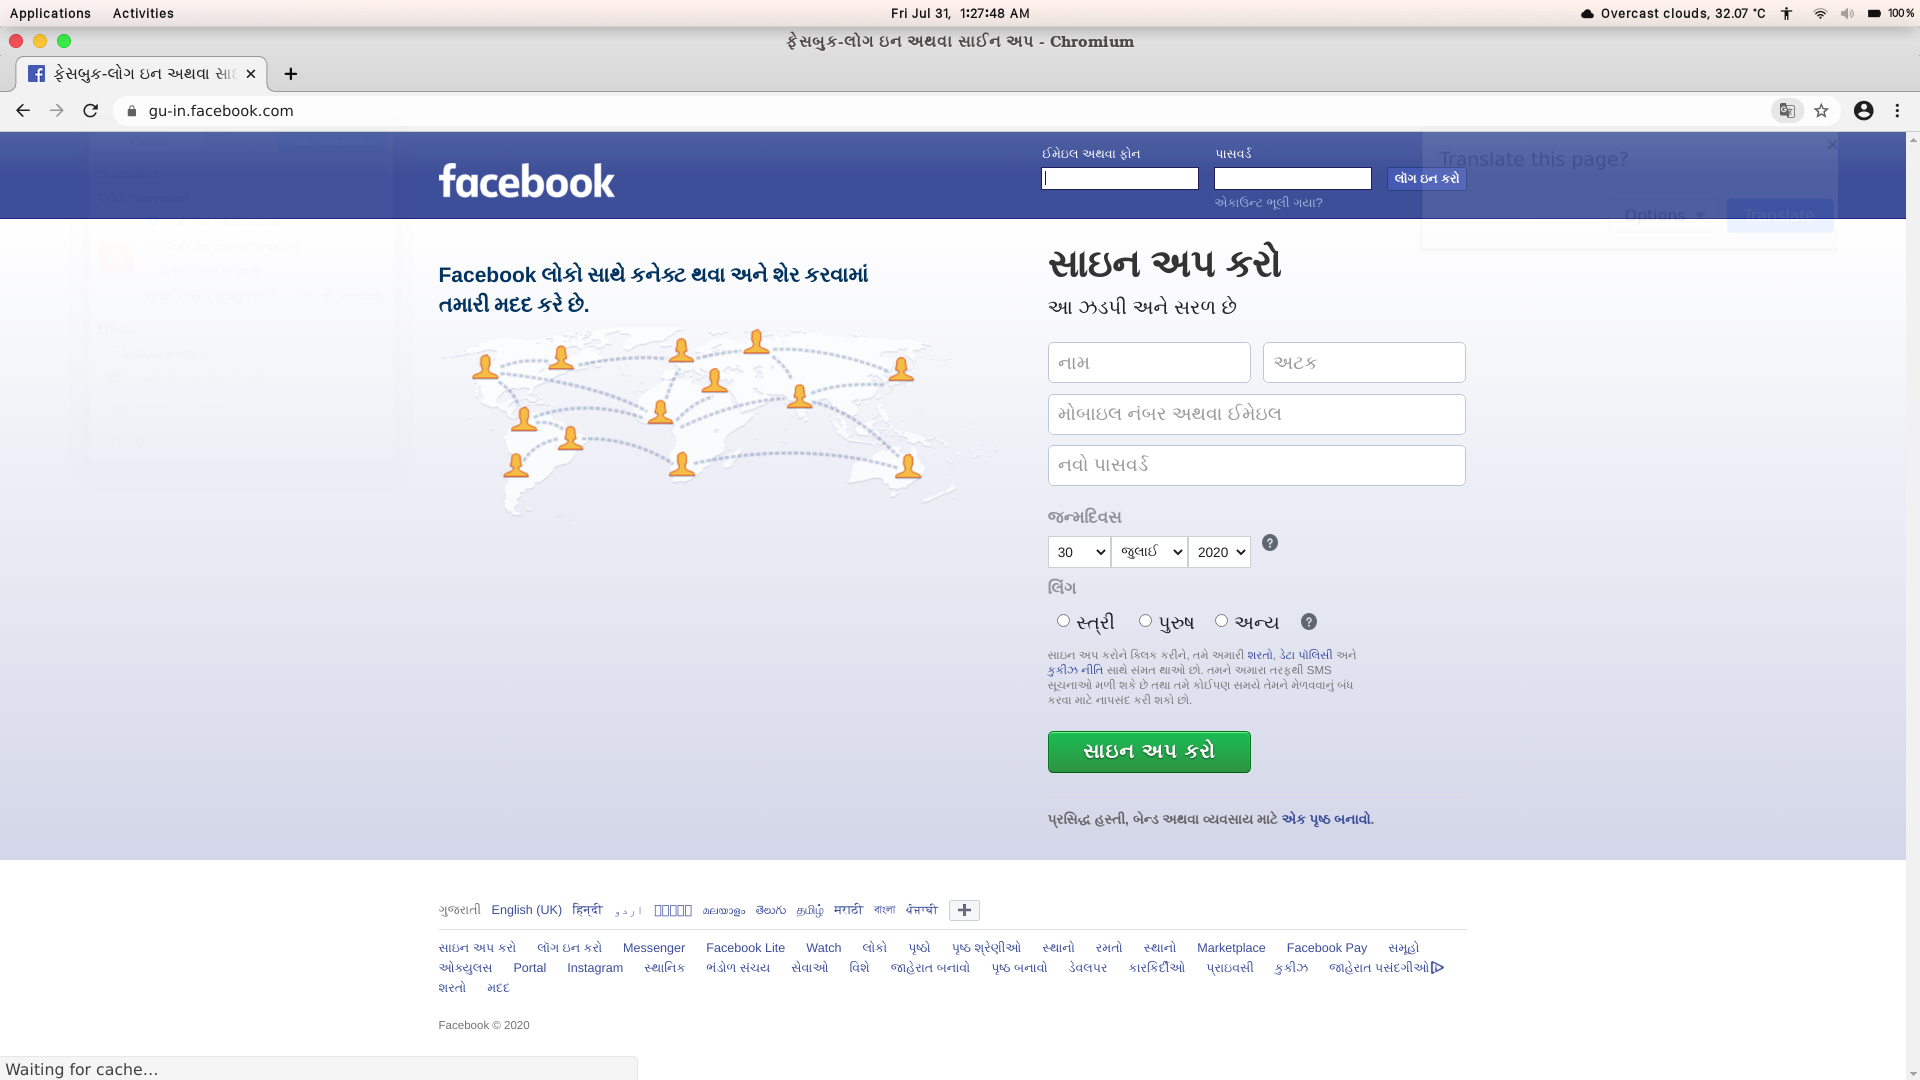 Applications Activities Fri Jul 31, 1:27:48 AM Overcast clouds, 32.07 °C 100%
ફેસબુક-લોગ ઇન અથવા સાઈન અપ - Chromium
ફેસબુક-લોગ ઇન અથવા
gu-in.facebook.com
Translate this page?
Options Translate
facebook
ઈમેઇલ અથવા ફોન પાસવર્ડ
લૉગ ઇન કરો
એકાઉન્ટ ભૂલી ગયા?
Facebook લોકો સાથે કનેક્ટ થવા અને શેર કરવામાં
તમારી મદદ કરે છે.
સાઇન અપ કરો
આ ઝડપી અને સરળ છે
નામ અટક
મોબાઇલ નંબર અથવા ઈમેઇલ
નવો પાસવર્ડ
જન્મદિવસ
30 જુલાઈ 2020
લિંગ
સ્ત્રી પુરુષ અન્ય
સાઇન અપ કરોને ક્લિક કરીને, તમે અમારી શરતો, ડેટા પૉલિસી અને
કુકીઝ નીતિ સાથે સંમત થાઓ છો. તમને અમારા તરફથી SMS
સૂચનાઓ મળી શકે છે તથા તમે કોઈપણ સમયે તેમને મેળવવાનું બંધ
કરવા માટે નાપસંદ કરી શકો છો.
સાઇન અપ કરો
પ્રસિદ્ધ હસ્તી, બેન્ડ અથવા વ્યવસાય માટે એક પૃષ્ઠ બનાવો.
ગુજરાતી English (UK) हिन्दी اردو മലയാളം తెలుగు தமிழ் मराठी বাংলা ਪੰਜਾਬੀ
સાઇન અપ કરો લૉગ ઇન કરો Messenger Facebook Lite Watch લોકો પૃષ્ઠો પૃષ્ઠ શ્રેણીઓ સ્થાનો રમતો સ્થાનો Marketplace Facebook Pay સમૂહો
ઓક્યુલસ Portal Instagram સ્થાનિક ભંડોળ સંચય સેવાઓ વિશે જાહેરાત બનાવો પૃષ્ઠ બનાવો ડેવલપર કારકિર્દીઓ પ્રાઇવસી કુકીઝ જાહેરાત પસંદગીઓ
શરતો મદદ
Facebook © 2020
Waiting for cache...